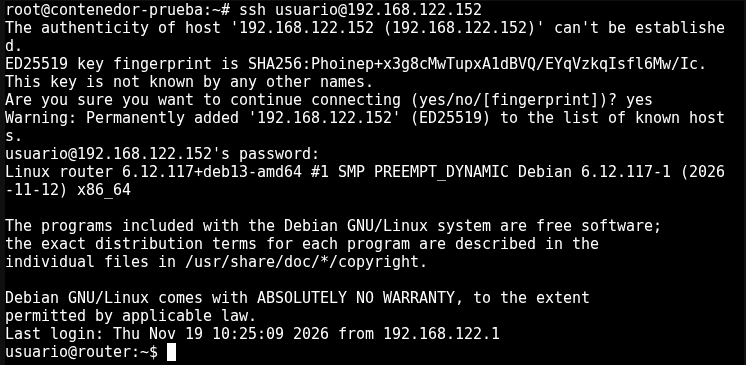 root@contenedor-prueba:~# ssh usuario@192.168.122.152
The authenticity of host '192.168.122.152 (192.168.122.152)' can't be establishe
d.
ED25519 key fingerprint is SHA256:Phoinep+x3g8cMwTupxA1dBVQ/EYqVzkqIsfl6Mw/Ic.
This key is not known by any other names.
Are you sure you want to continue connecting (yes/no/[fingerprint])? yes
Warning: Permanently added '192.168.122.152' (ED25519) to the list of known host
s.
usuario@192.168.122.152's password:
Linux router 6.12.117+deb13-amd64 #1 SMP PREEMPT_DYNAMIC Debian 6.12.117-1 (2026
-11-12) x86_64

The programs included with the Debian GNU/Linux system are free software;
the exact distribution terms for each program are described in the
individual files in /usr/share/doc/*/copyright.

Debian GNU/Linux comes with ABSOLUTELY NO WARRANTY, to the extent
permitted by applicable law.
Last login: Thu Nov 19 10:25:09 2026 from 192.168.122.1
usuario@router:~$